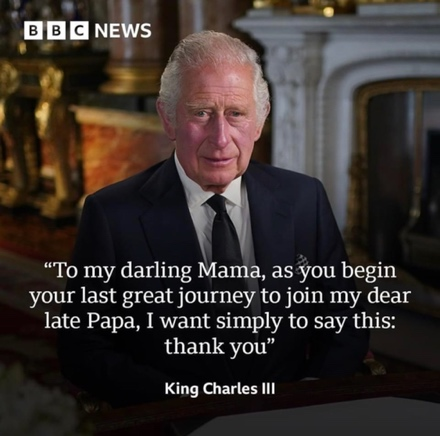 BBC NEWS
“To my darling Mama, as you begin
your last great journey to join my dear
late Papa, I want simply to say this:
thank you”
King Charles III